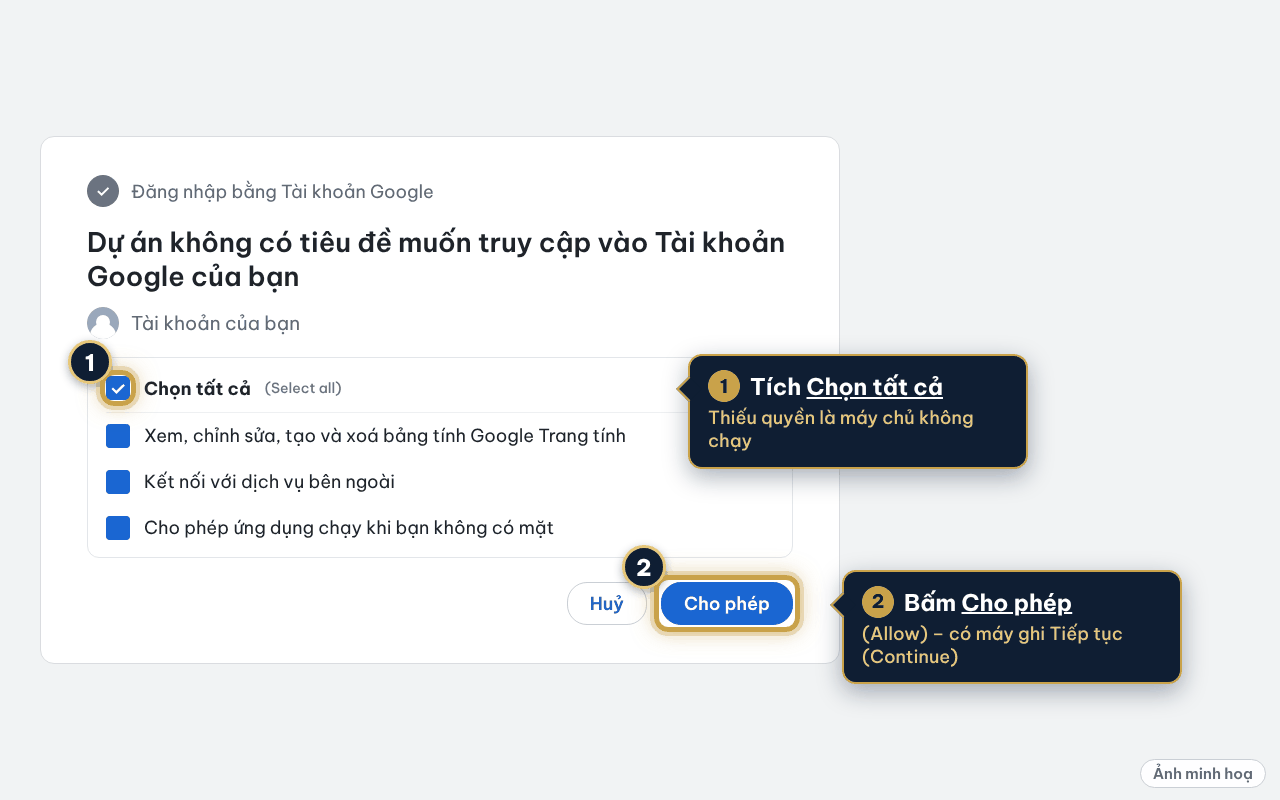 Đăng nhập bằng Tài khoản Google
Dự án không có tiêu đề muốn truy cập vào Tài khoản
Google của bạn
Tài khoản của bạn
1
Chọn tất cả (Select all)
1 Tích Chọn tất cả
Thiếu quyền là máy chủ không
chạy
Xem, chỉnh sửa, tạo và xoá bảng tính Google Trang tính
Kết nối với dịch vụ bên ngoài
Cho phép ứng dụng chạy khi bạn không có mặt
2
Huỷ
Cho phép
2 Bấm Cho phép
(Allow) – có máy ghi Tiếp tục
(Continue)
Ảnh minh hoạ